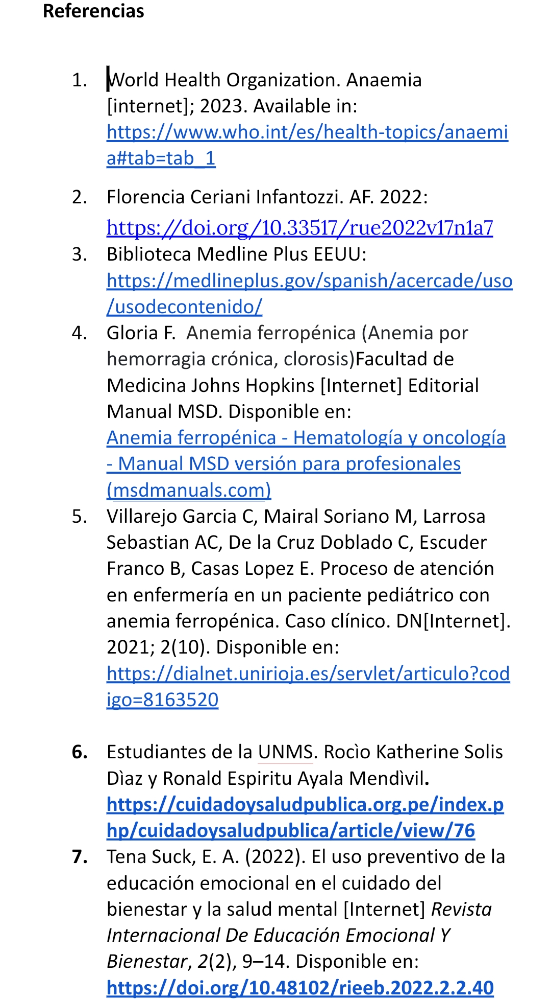 Referencias
1. World Health Organization. Anaemia
[internet]; 2023. Available in:
https://www.who.int/es/health-topics/anaemi
a#tab=tab_1
2. Florencia Ceriani Infantozzi. AF. 2022:
https://doi.org/10.33517/rue2022v17n1a7
3. Biblioteca Medline Plus EEUU:
https://medlineplus.gov/spanish/acercade/uso
/usodecontenido/
4. Gloria F. Anemia ferropénica (Anemia por
hemorragia crónica, clorosis)Facultad de
Medicina Johns Hopkins [Internet] Editorial
Manual MSD. Disponible en:
Anemia ferropénica - Hematología y oncología
- Manual MSD versión para profesionales
(msdmanuals.com)
5. Villarejo Garcia C, Mairal Soriano M, Larrosa
Sebastian AC, De la Cruz Doblado C, Escuder
Franco B, Casas Lopez E. Proceso de atención
en enfermería en un paciente pediátrico con
anemia ferropénica. Caso clínico. DN[Internet].
2021; 2(10). Disponible en:
https://dialnet.unirioja.es/servlet/articulo?cod
igo=8163520
6. Estudiantes de la UNMS. Rocìo Katherine Solis
Dìaz y Ronald Espiritu Ayala Mendìvil.
https://cuidadoysaludpublica.org.pe/index.p
hp/cuidadoysaludpublica/article/view/76
7. Tena Suck, E. A. (2022). El uso preventivo de la
educación emocional en el cuidado del
bienestar y la salud mental [Internet] Revista
Internacional De Educación Emocional Y
Bienestar, 2(2), 9–14. Disponible en:
https://doi.org/10.48102/rieeb.2022.2.2.40